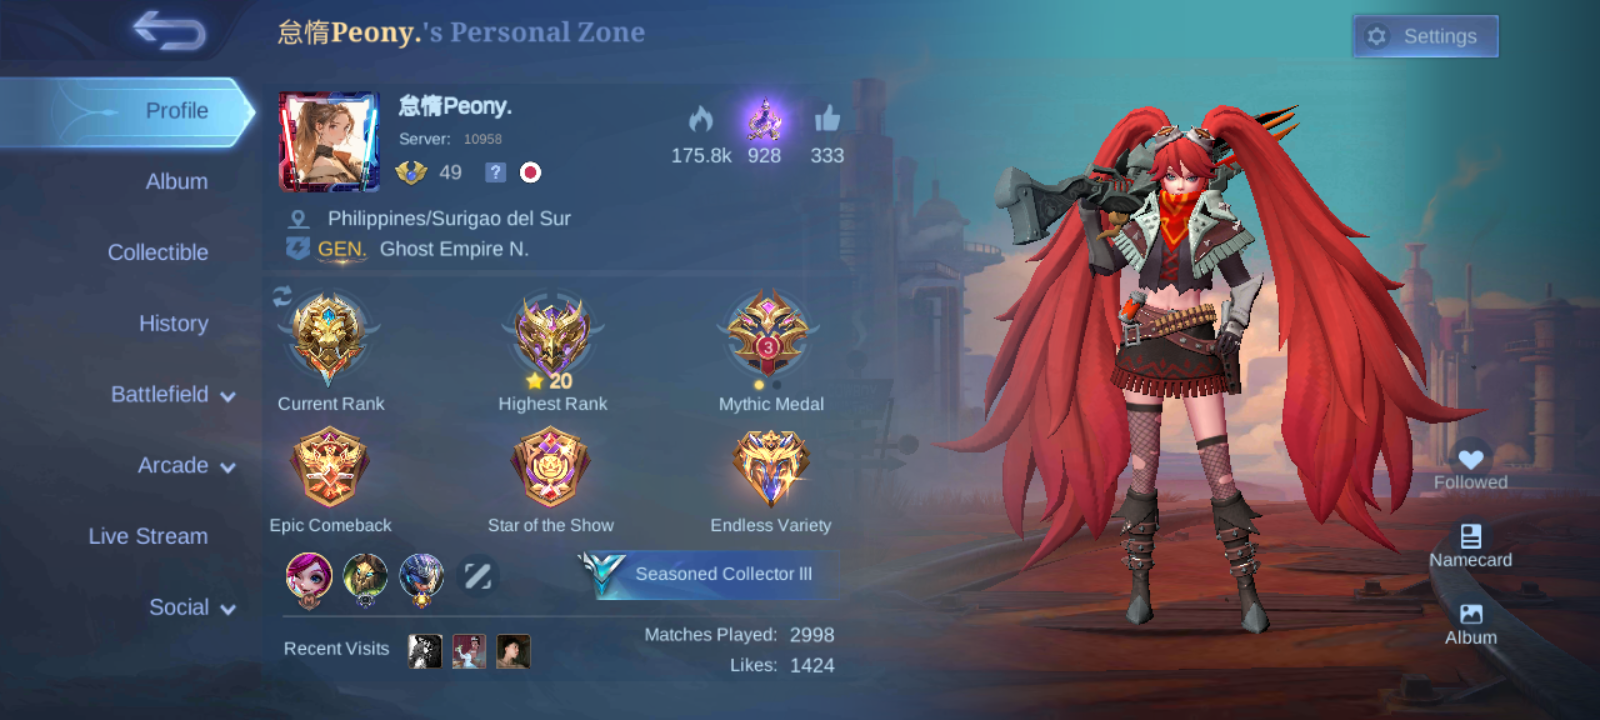 怠惰Peony.'s Personal Zone
Settings
Profile
Album
Collectible
History
Battlefield
Arcade
Live Stream
Social
怠惰Peony.
Server: 10958
49
?
175.8k 928 333
Philippines/Surigao del Sur
GEN. Ghost Empire N.
20
3
Current Rank
Highest Rank
Mythic Medal
Epic Comeback
Star of the Show
Endless Variety
Seasoned Collector III
Recent Visits
Matches Played: 2998
Likes: 1424
Followed
Namecard
Album